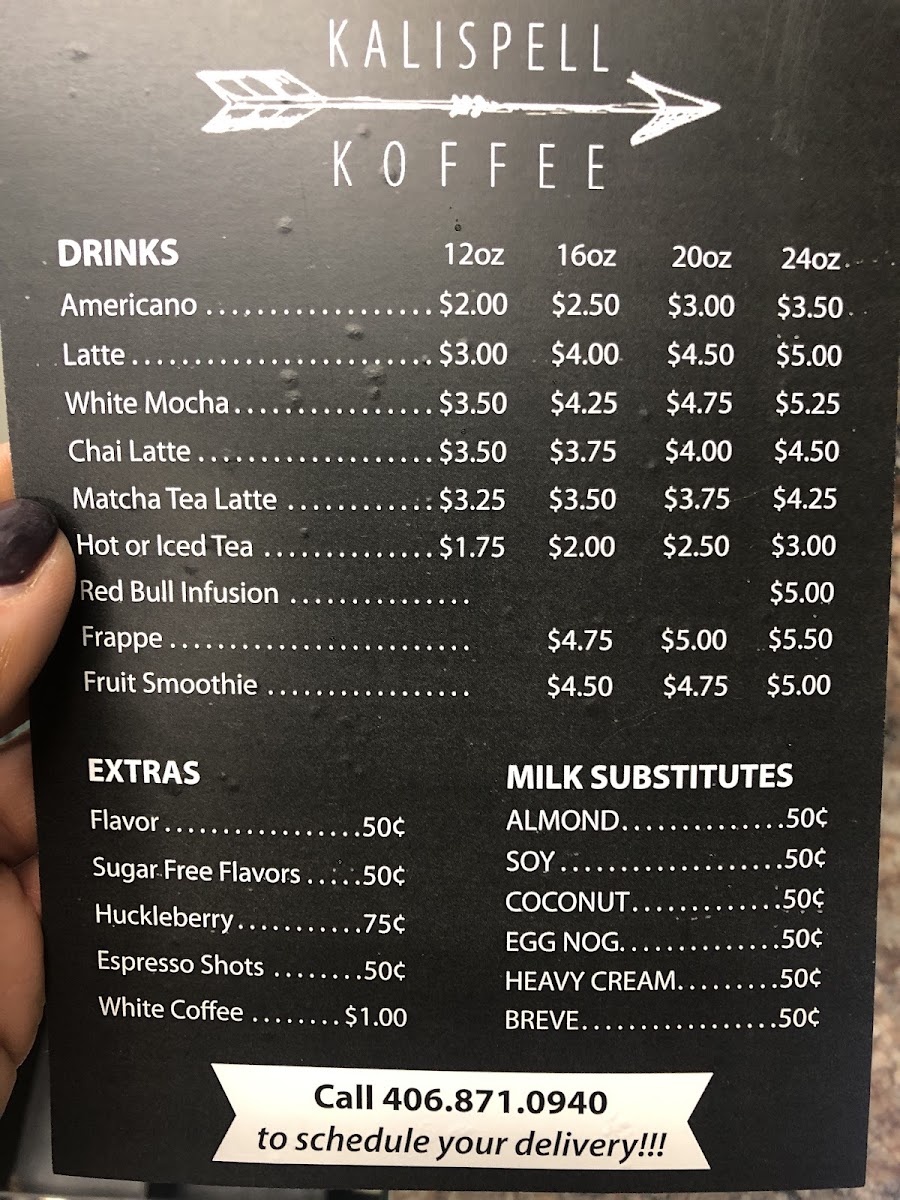 KALISPELL
KOFFEE
DRINKS 12oz 16oz 20oz 24oz
Americano .................. $2.00 $2.50 $3.00 $3.50
Latte ........................ $3.00 $4.00 $4.50 $5.00
White Mocha ................ $3.50 $4.25 $4.75 $5.25
Chai Latte ................... $3.50 $3.75 $4.00 $4.50
Matcha Tea Latte ............ $3.25 $3.50 $3.75 $4.25
Hot or Iced Tea .............. $1.75 $2.00 $2.50 $3.00
Red Bull Infusion ............... $5.00
Frappe ........................ $4.75 $5.00 $5.50
Fruit Smoothie ................. $4.50 $4.75 $5.00
EXTRAS
Flavor .................50¢
Sugar Free Flavors .....50¢
Huckleberry...........75¢
Espresso Shots ........50¢
White Coffee ........$1.00
MILK SUBSTITUTES
ALMOND..............50¢
SOY...................50¢
COCONUT............50¢
EGG NOG.............50¢
HEAVY CREAM.........50¢
BREVE.................50¢
Call 406.871.0940
to schedule your delivery!!!